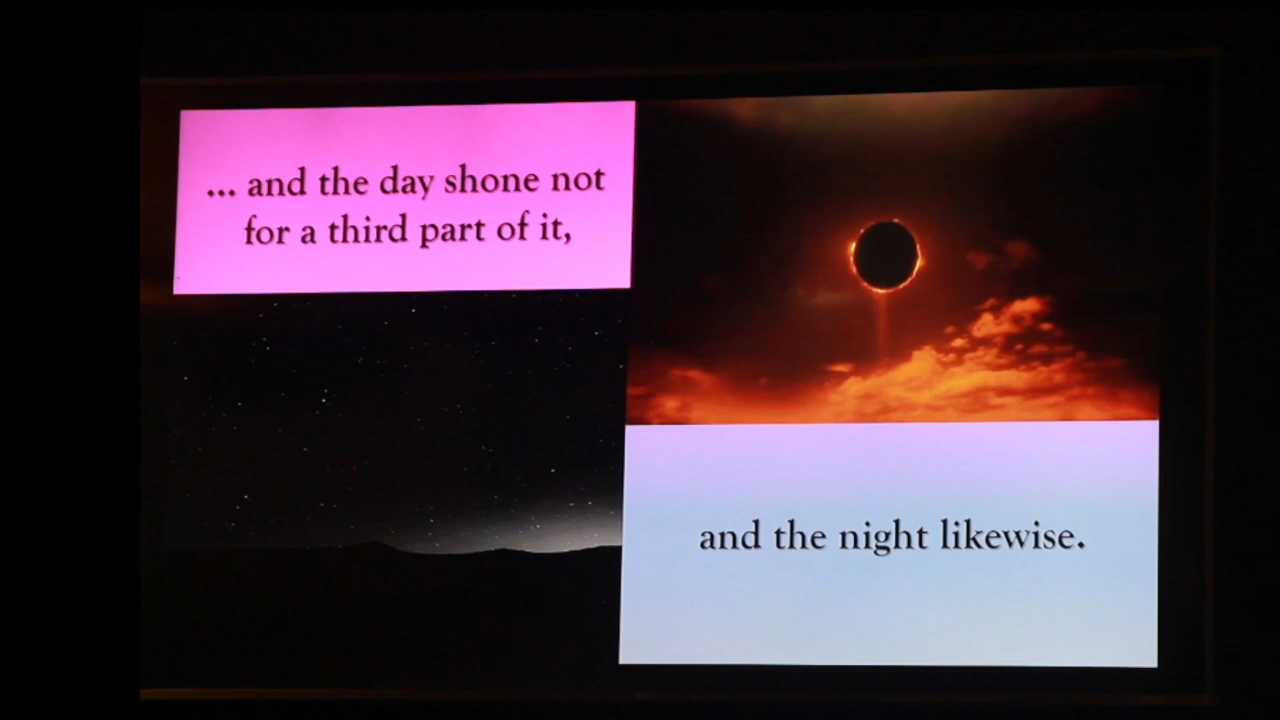 ... and the day shone not
for a third part of it,
and the night likewise.